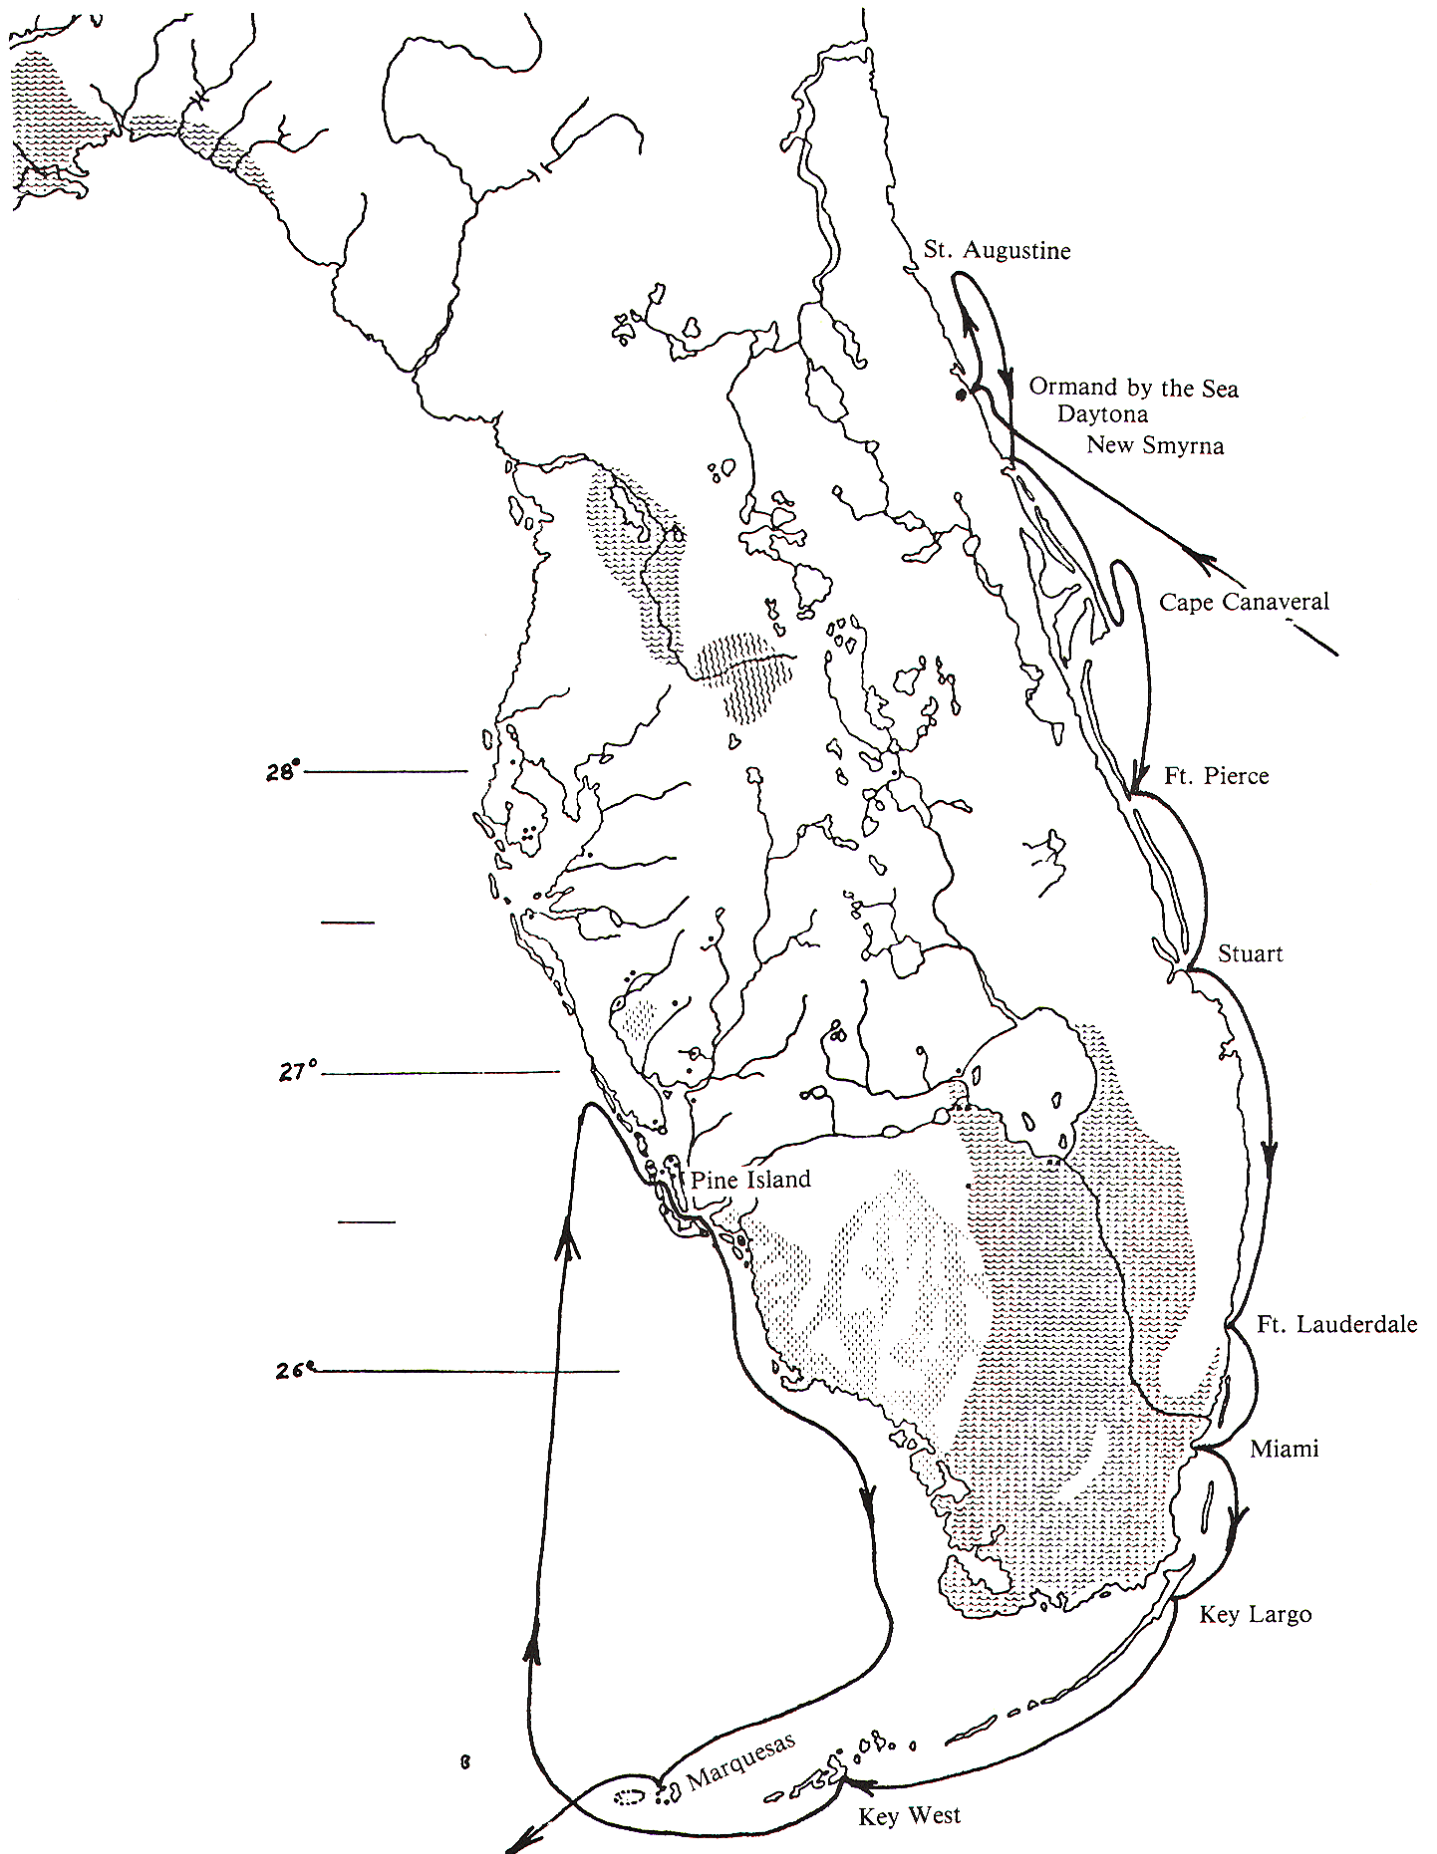 St. Augustine
Ormand by the Sea
Daytona
New Smyrna
Cape Canaveral
28°
Ft. Pierce
Stuart
27°
Pine Island
Ft. Lauderdale
26°
Miami
Key Largo
Marquesas
Key West